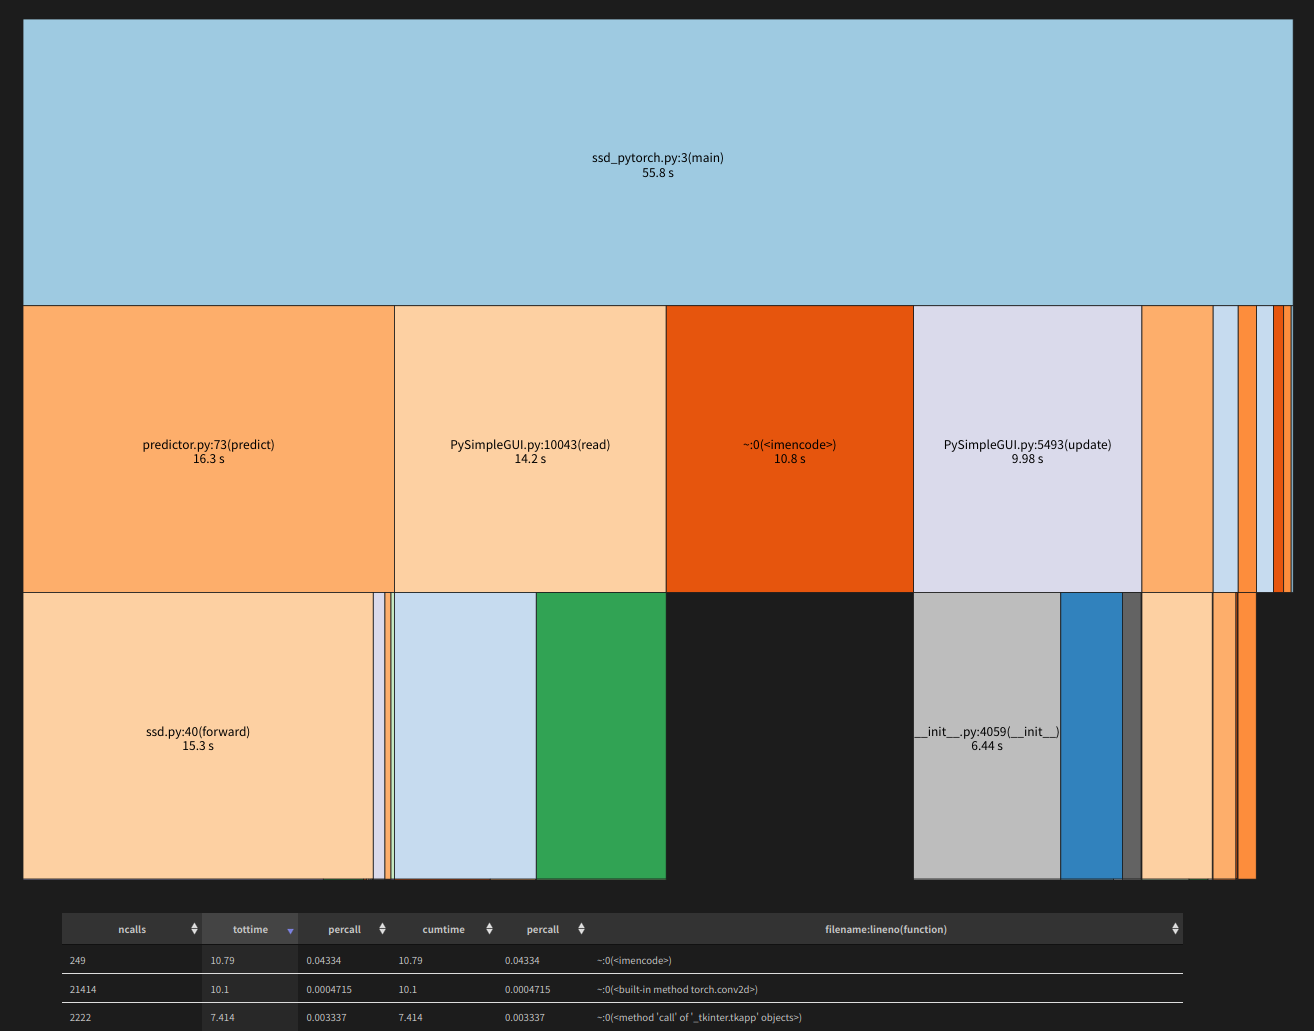 ssd_pytorch.py:3(main)
55.8 s
predictor.py:73(predict)
16.3 s
PySimpleGUI.py:10043(read)
14.2 s
~:0(<imencode>)
10.8 s
PySimpleGUI.py:5493(update)
9.98 s
ssd.py:40(forward)
15.3 s
__init__.py:4059(__init__)
6.44 s
ncalls tottime percall cumtime percall filename:lineno(function)
249 10.79 0.04334 10.79 0.04334 ~:0(<imencode>)
21414 10.1 0.0004715 10.1 0.0004715 ~:0(<built-in method torch.conv2d>)
2222 7.414 0.003337 7.414 0.003337 ~:0(<method 'call' of '_tkinter.tkapp' objects>)